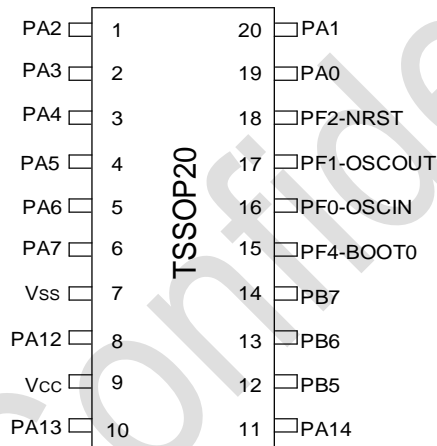 PA2 1 20 PA1
PA3 2 19 PA0
PA4 3 18 PF2-NRST
PA5 4 17 PF1-OSCOUT
PA6 5 16 PF0-OSCIN
PA7 6 15 PF4-BOOT0
Vss 7 14 PB7
PA12 8 13 PB6
Vcc 9 12 PB5
PA13 10 11 PA14
TSSOP20